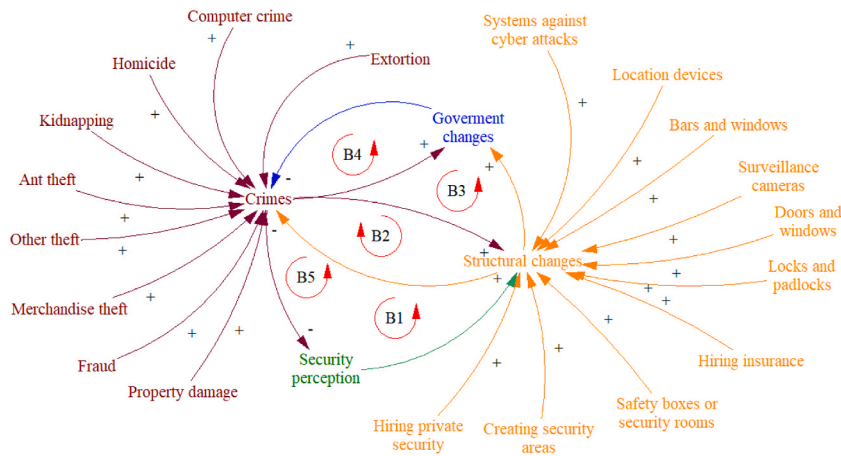 Computer crime
Systems against
cyber attacks
+
+
Homicide
Extortion
Location devices
+
Kidnapping
Goverment
changes
Bars and windows
+
+
B4
+
+
+
Surveillance
cameras
Ant theft
-
B3
+
Crimes
+
-
B2
Doors and
windows
Other theft
+
+
+
Structural changes
+
Locks and
padlocks
B5
+
+
Merchandise theft
+
+
B1
+
+
-
+
+
Fraud
Security
perception
+
+
Hiring insurance
Property damage
Hiring private
security
Creating security
areas
Safety boxes or
security rooms